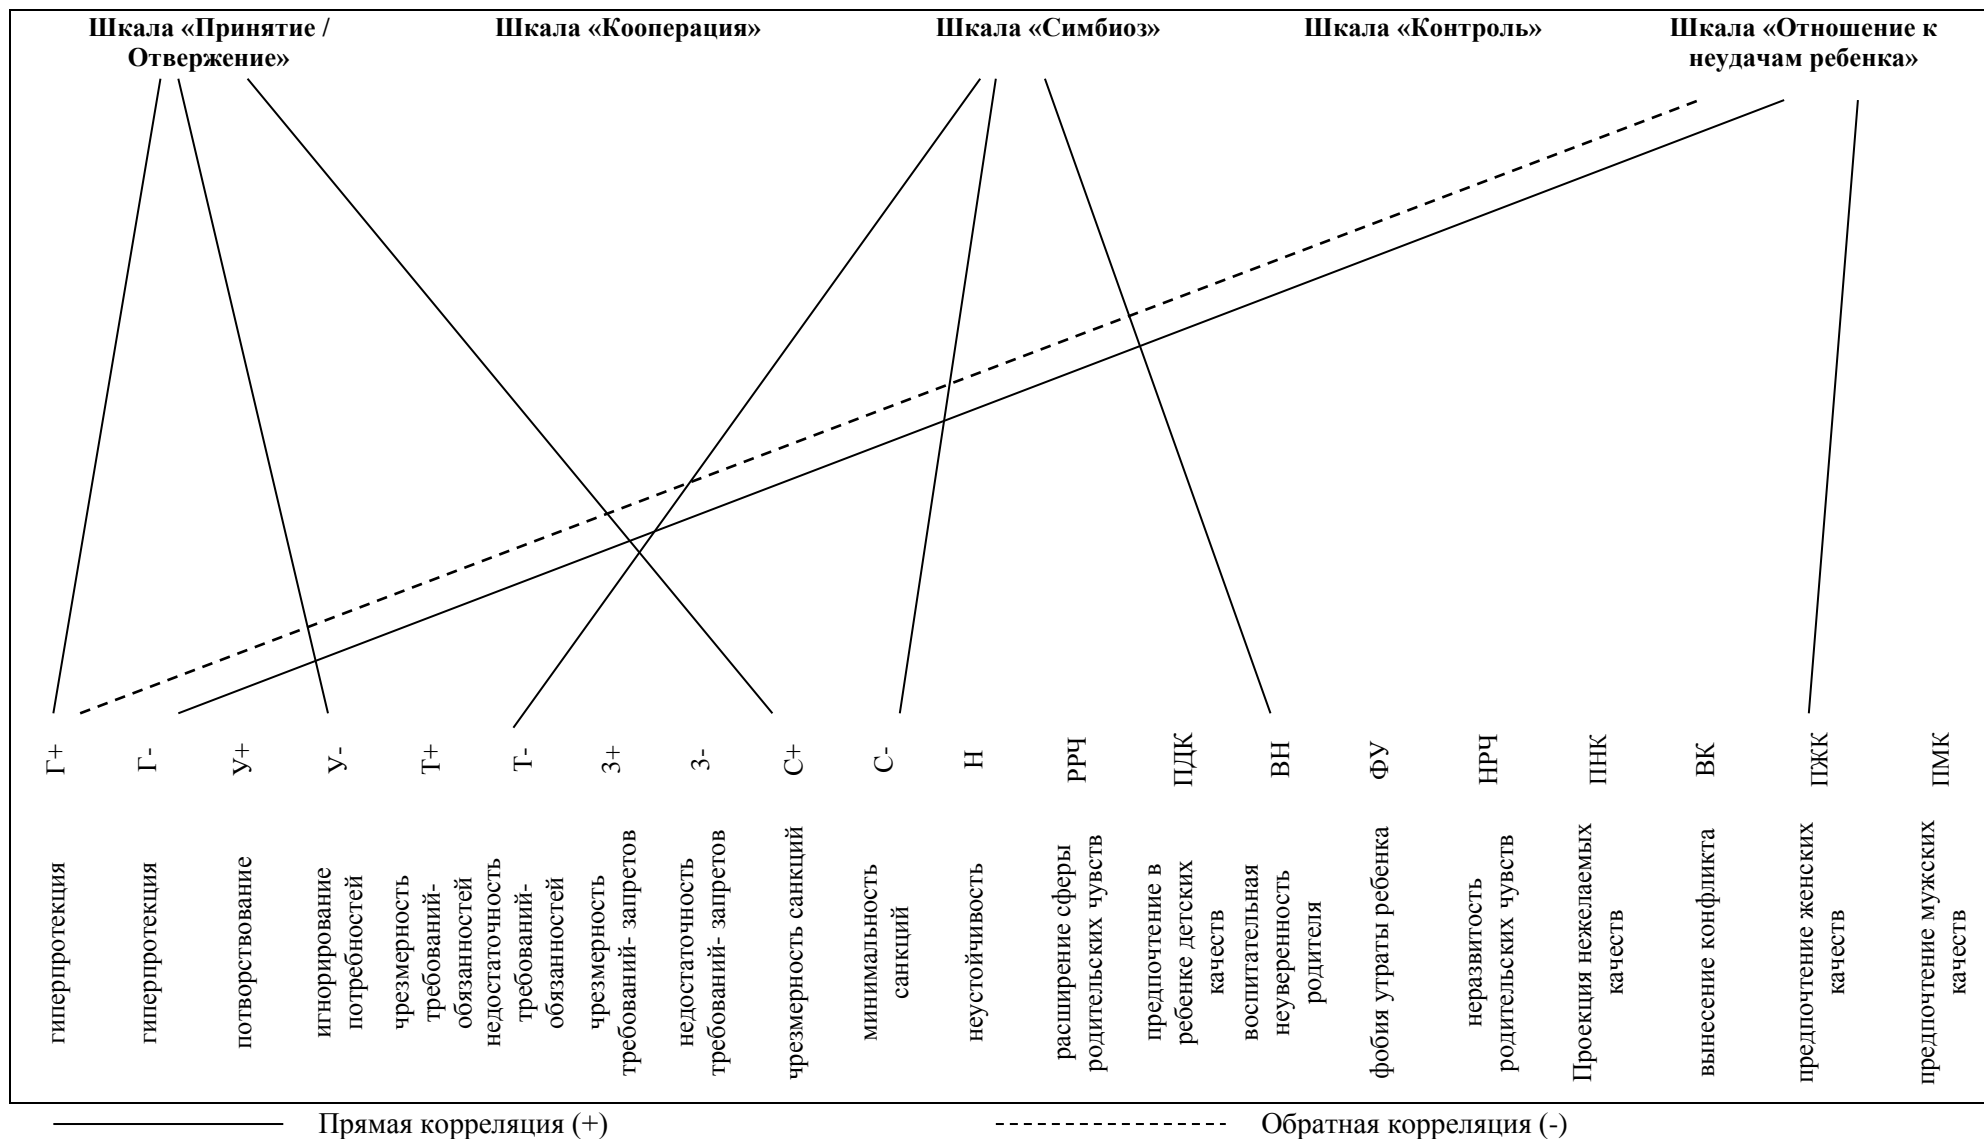 Шкала «Принятие /
Отвержение»
Шкала «Кооперация»
Шкала «Симбиоз»
Шкала «Контроль»
Шкала «Отношение к
неудачам ребенка»
Г+
Г-
У+
У-
Т+
Т-
З+
З-
С+
С-
Н
РРЧ
ПДК
ВН
ФУ
НРЧ
ПНК
ВК
ПЖК
ПМК
гиперпротекция
гиперпротекция
потворствование
игнорирование
потребностей
чрезмерность
требований-
обязанностей
недостаточность
требований-
обязанностей
чрезмерность
требований- запретов
недостаточность
требований- запретов
чрезмерность санкций
минимальность
санкций
неустойчивость
расширение сферы
родительских чувств
предпочтение в
ребенке детских
качеств
воспитательная
неуверенность
родителя
фобия утраты ребенка
неразвитость
родительских чувств
Проекция нежелаемых
качеств
вынесение конфликта
предпочтение женских
качеств
предпочтение мужских
качеств
Прямая корреляция (+)
Обратная корреляция (-)